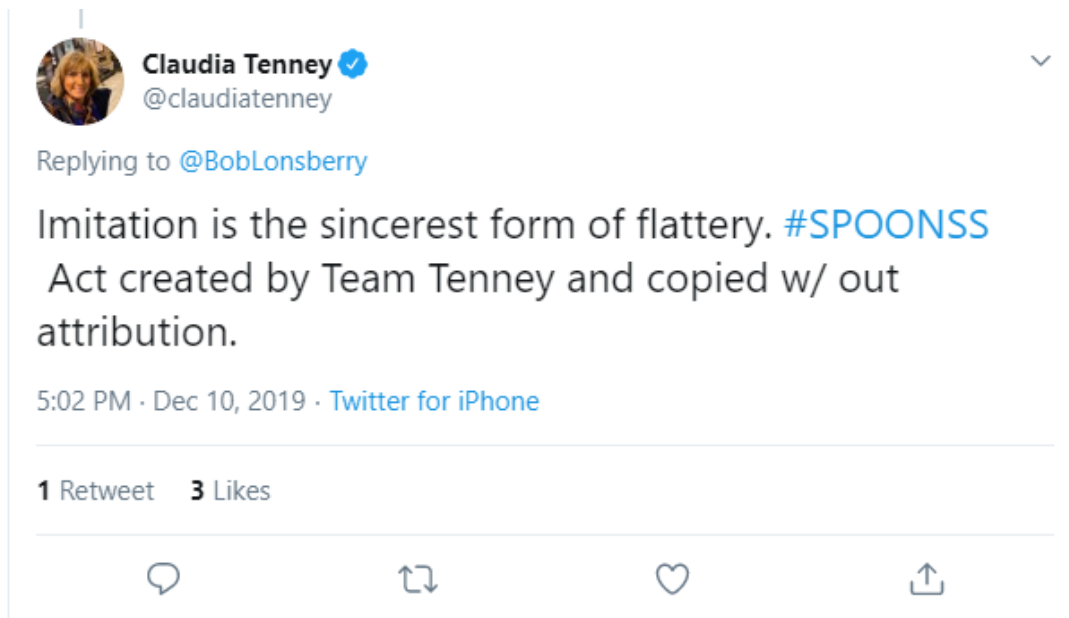 Claudia Tenney
@claudiatenney
Replying to @BobLonsberry
Imitation is the sincerest form of flattery. #SPOONSS
Act created by Team Tenney and copied w/ out
attribution.
5:02 PM · Dec 10, 2019 · Twitter for iPhone
1 Retweet 3 Likes